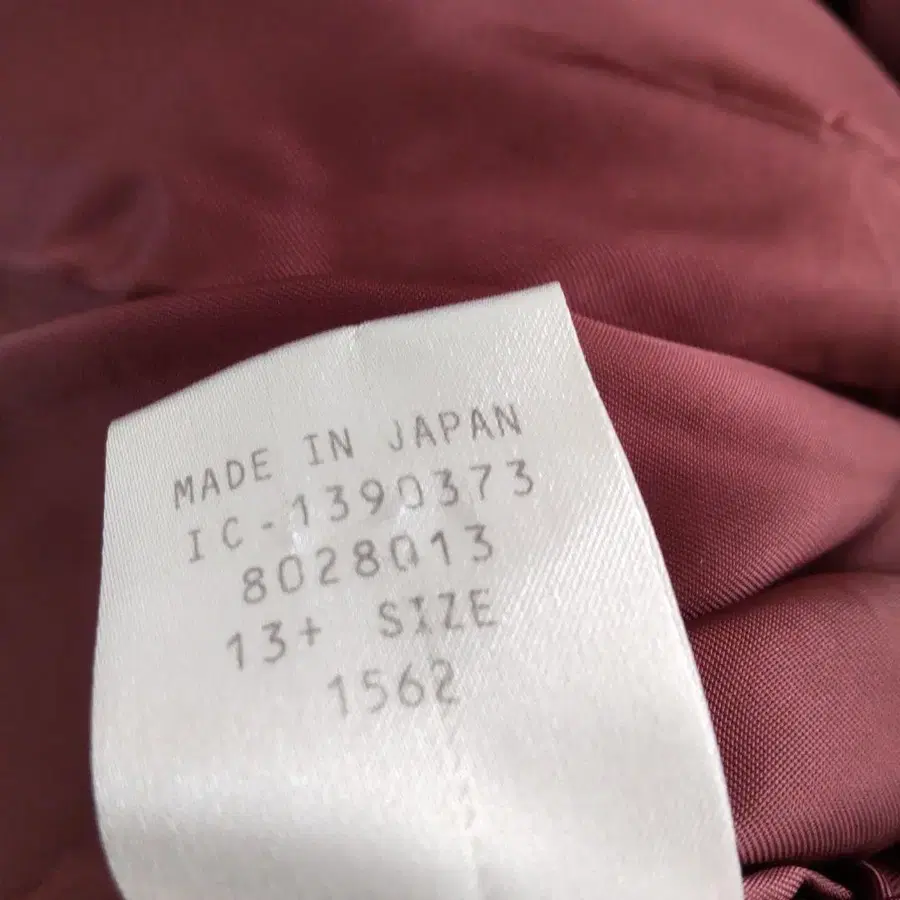 MADE IN JAPAN
IC-1390373
8028013
13+ SIZE
1562